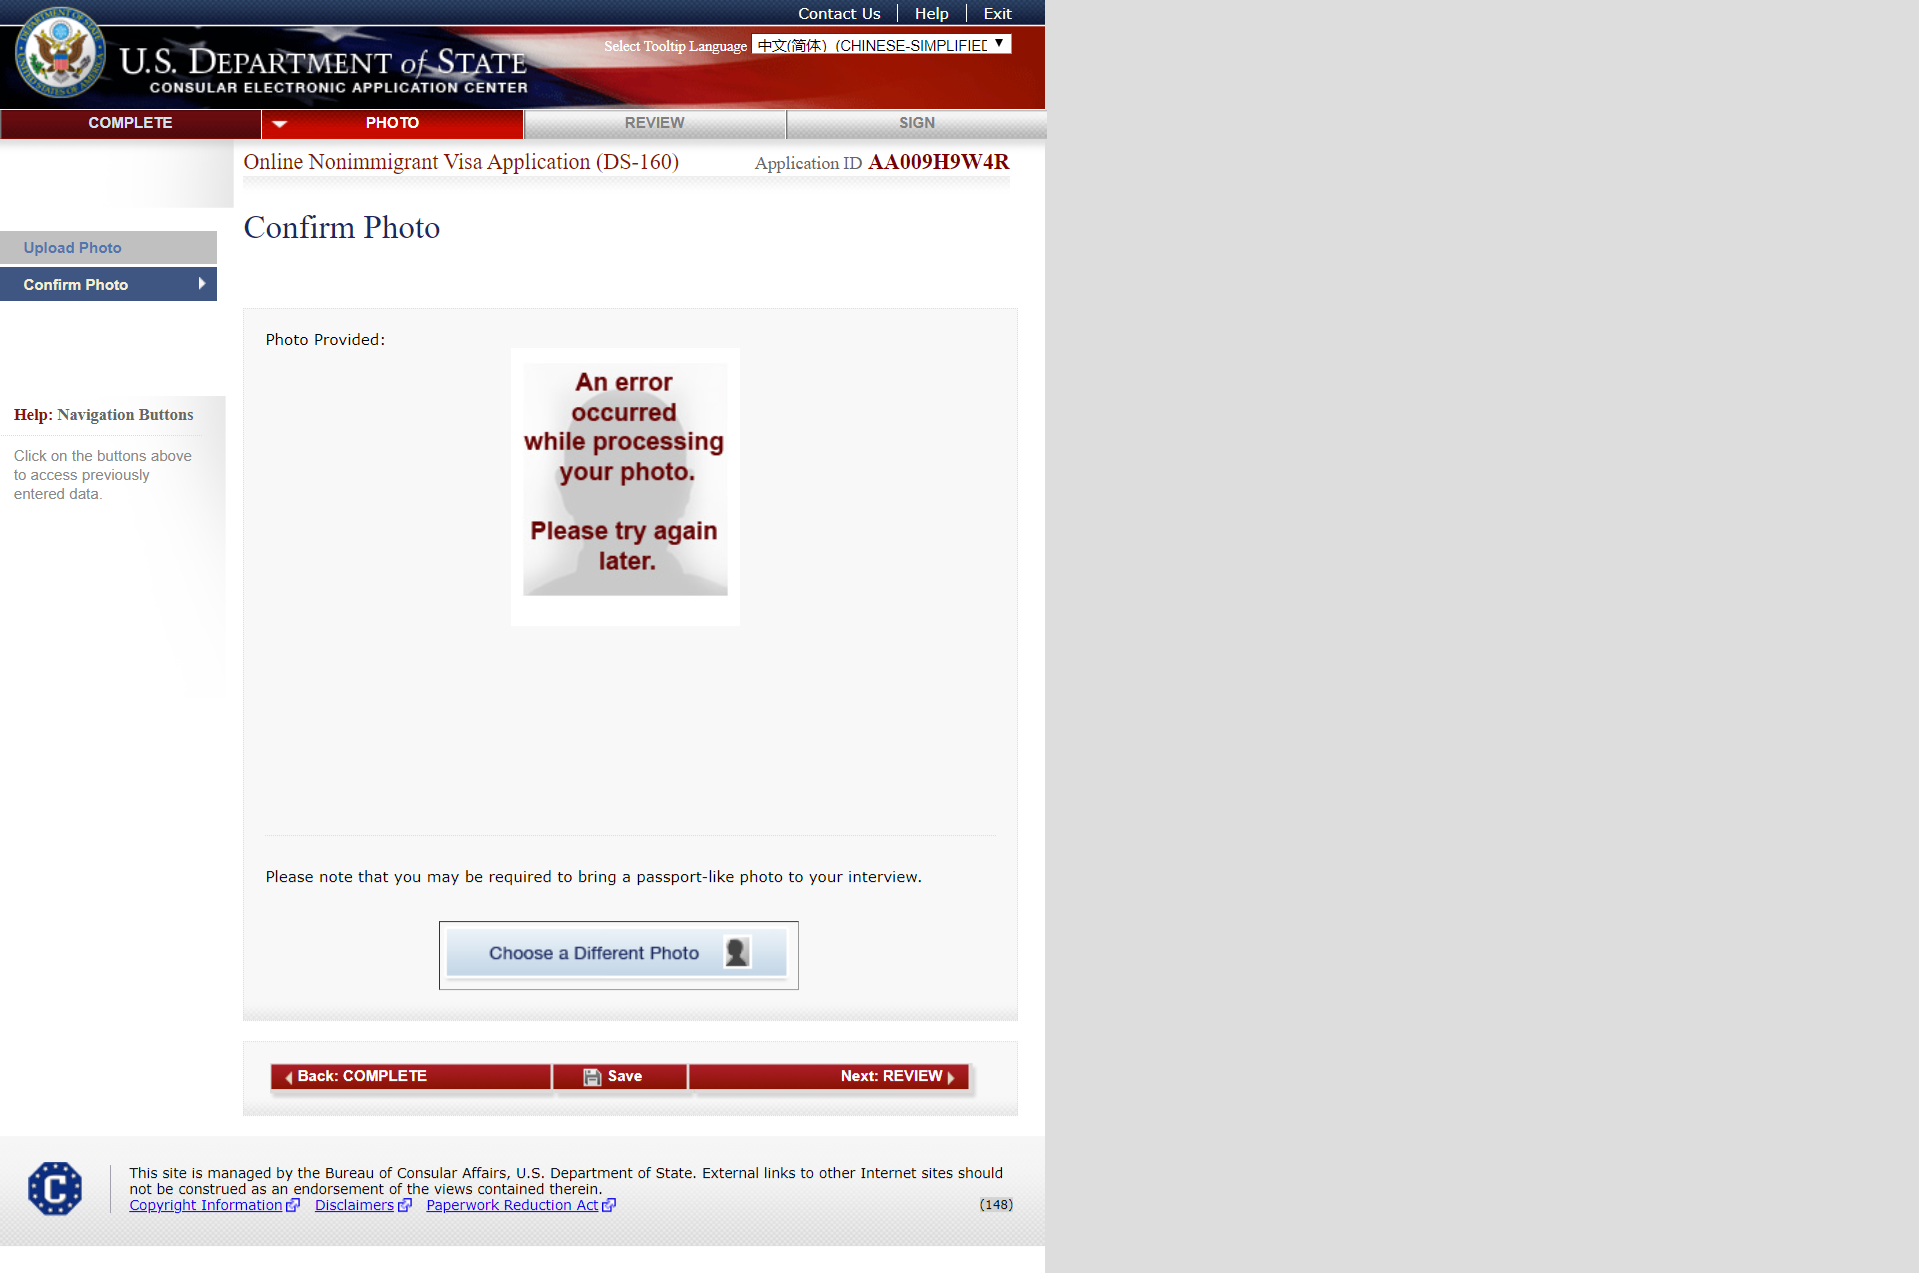 Contact Us
Help
Exit
Select Tooltip Language
中文(简体) (CHINESE-SIMPLIFIED
U.S. DEPARTMENT of STATE
CONSULAR ELECTRONIC APPLICATION CENTER
COMPLETE
PHOTO
REVIEW
SIGN
Online Nonimmigrant Visa Application (DS-160)
Application ID AA009H9W4R
Confirm Photo
Upload Photo
Confirm Photo
Photo Provided:
An error
occurred
while processing
your photo.
Please try again
later.
Help: Navigation Buttons
Click on the buttons above
to access previously
entered data.
Please note that you may be required to bring a passport-like photo to your interview.
Choose a Different Photo
Back: COMPLETE
Save
Next: REVIEW
C
This site is managed by the Bureau of Consular Affairs, U.S. Department of State. External links to other Internet sites should
not be construed as an endorsement of the views contained therein.
Copyright Information
Disclaimers
Paperwork Reduction Act
(148)